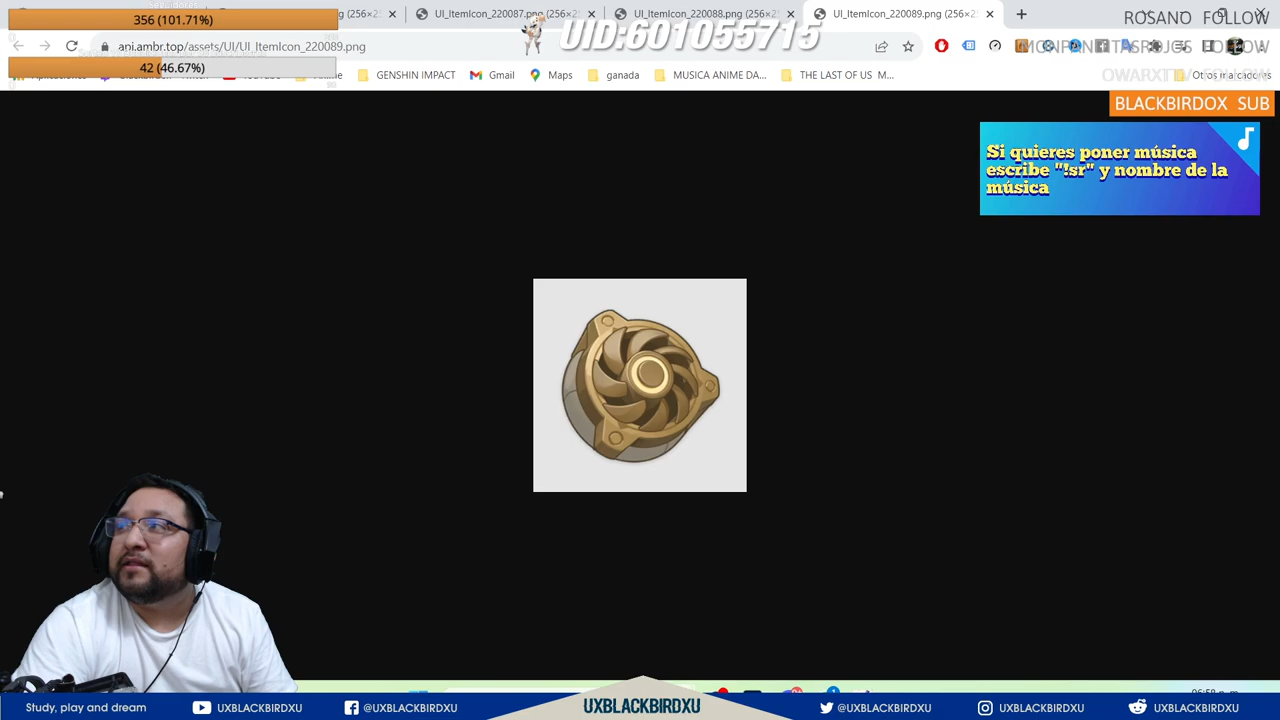 356 (101.71%)
UI_ItemIcon_220087.png (256×2
UI_ItemIcon_220088.png (256×2
UI_ItemIcon_220089.png (256×2
ROSANO FOLLOW
ani.ambr.top/assets/UI/UI_ItemIcon_220089.png
UID:601055715
FOLLOW
42 (46.67%)
GENSHIN IMPACT
Gmail
Maps
ganada
MUSICA ANIME DA...
THE LAST OF US M...
Otros marcadores
BLACKBIRDOX SUB
Si quieres poner música
escribe "!sr" y nombre de la
música
Study, play and dream
UXBLACKBIRDXU
@UXBLACKBIRDXU
UXBLACKBIRDXU
@UXBLACKBIRDXU
UXBLACKBIRDXU
UXBLACKBIRDXU